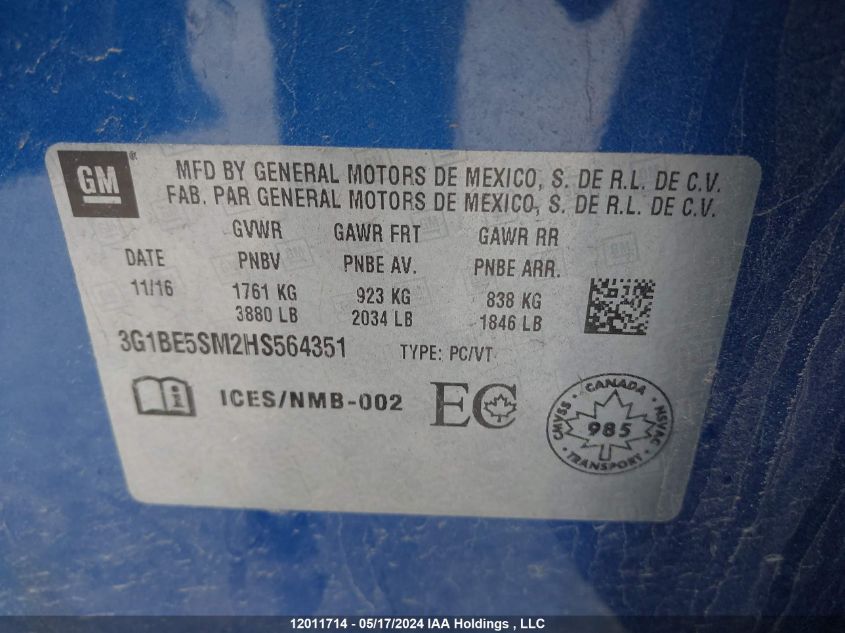 GM ®
MFD BY GENERAL MOTORS DE MEXICO, S. DE R.L. DE C.V.
FAB. PAR GENERAL MOTORS DE MEXICO, S. DE R.L. DE C.V.
GVWR GAWR FRT GAWR RR
DATE PNBV PNBE AV. PNBE ARR.
11/16 1761 KG 923 KG 838 KG
3880 LB 2034 LB 1846 LB
3G1BE5SM2HS564351 TYPE: PC/VT
ICES/NMB-002 EC
CANADA
CMVSS 985 NSVAC
TRANSPORT
12011714 - 05/17/2024 IAA Holdings , LLC